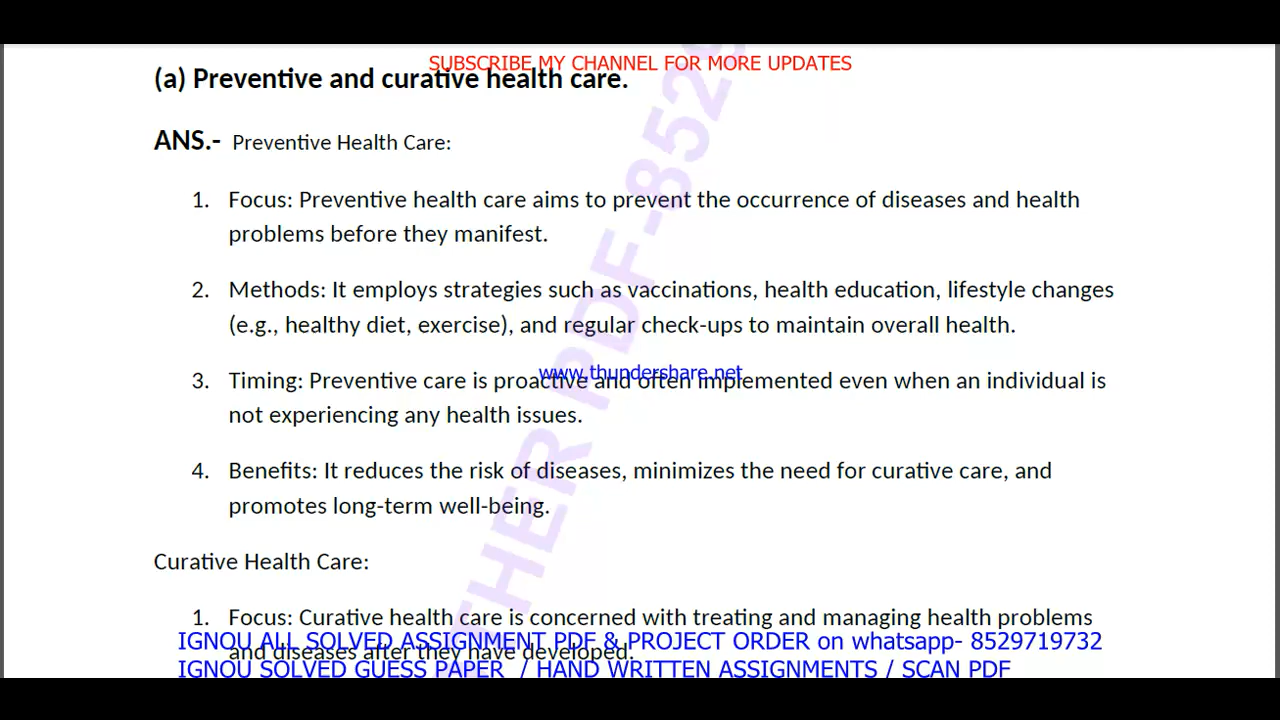 SUBSCRIBE MY CHANNEL FOR MORE UPDATES
(a) Preventive and curative health care.
ANS.- Preventive Health Care:
1. Focus: Preventive health care aims to prevent the occurrence of diseases and health
problems before they manifest.
2. Methods: It employs strategies such as vaccinations, health education, lifestyle changes
(e.g., healthy diet, exercise), and regular check-ups to maintain overall health.
www.thundershare.net
3. Timing: Preventive care is proactive and often implemented even when an individual is
not experiencing any health issues.
4. Benefits: It reduces the risk of diseases, minimizes the need for curative care, and
promotes long-term well-being.
Curative Health Care:
1. Focus: Curative health care is concerned with treating and managing health problems
IGNOU ALL SOLVED ASSIGNMENT PDF & PROJECT ORDER on whatsapp- 8529719732
and diseases after they have developed.
IGNOU SOLVED GUESS PAPER / HAND WRITTEN ASSIGNMENTS / SCAN PDF
THER PDF-8529